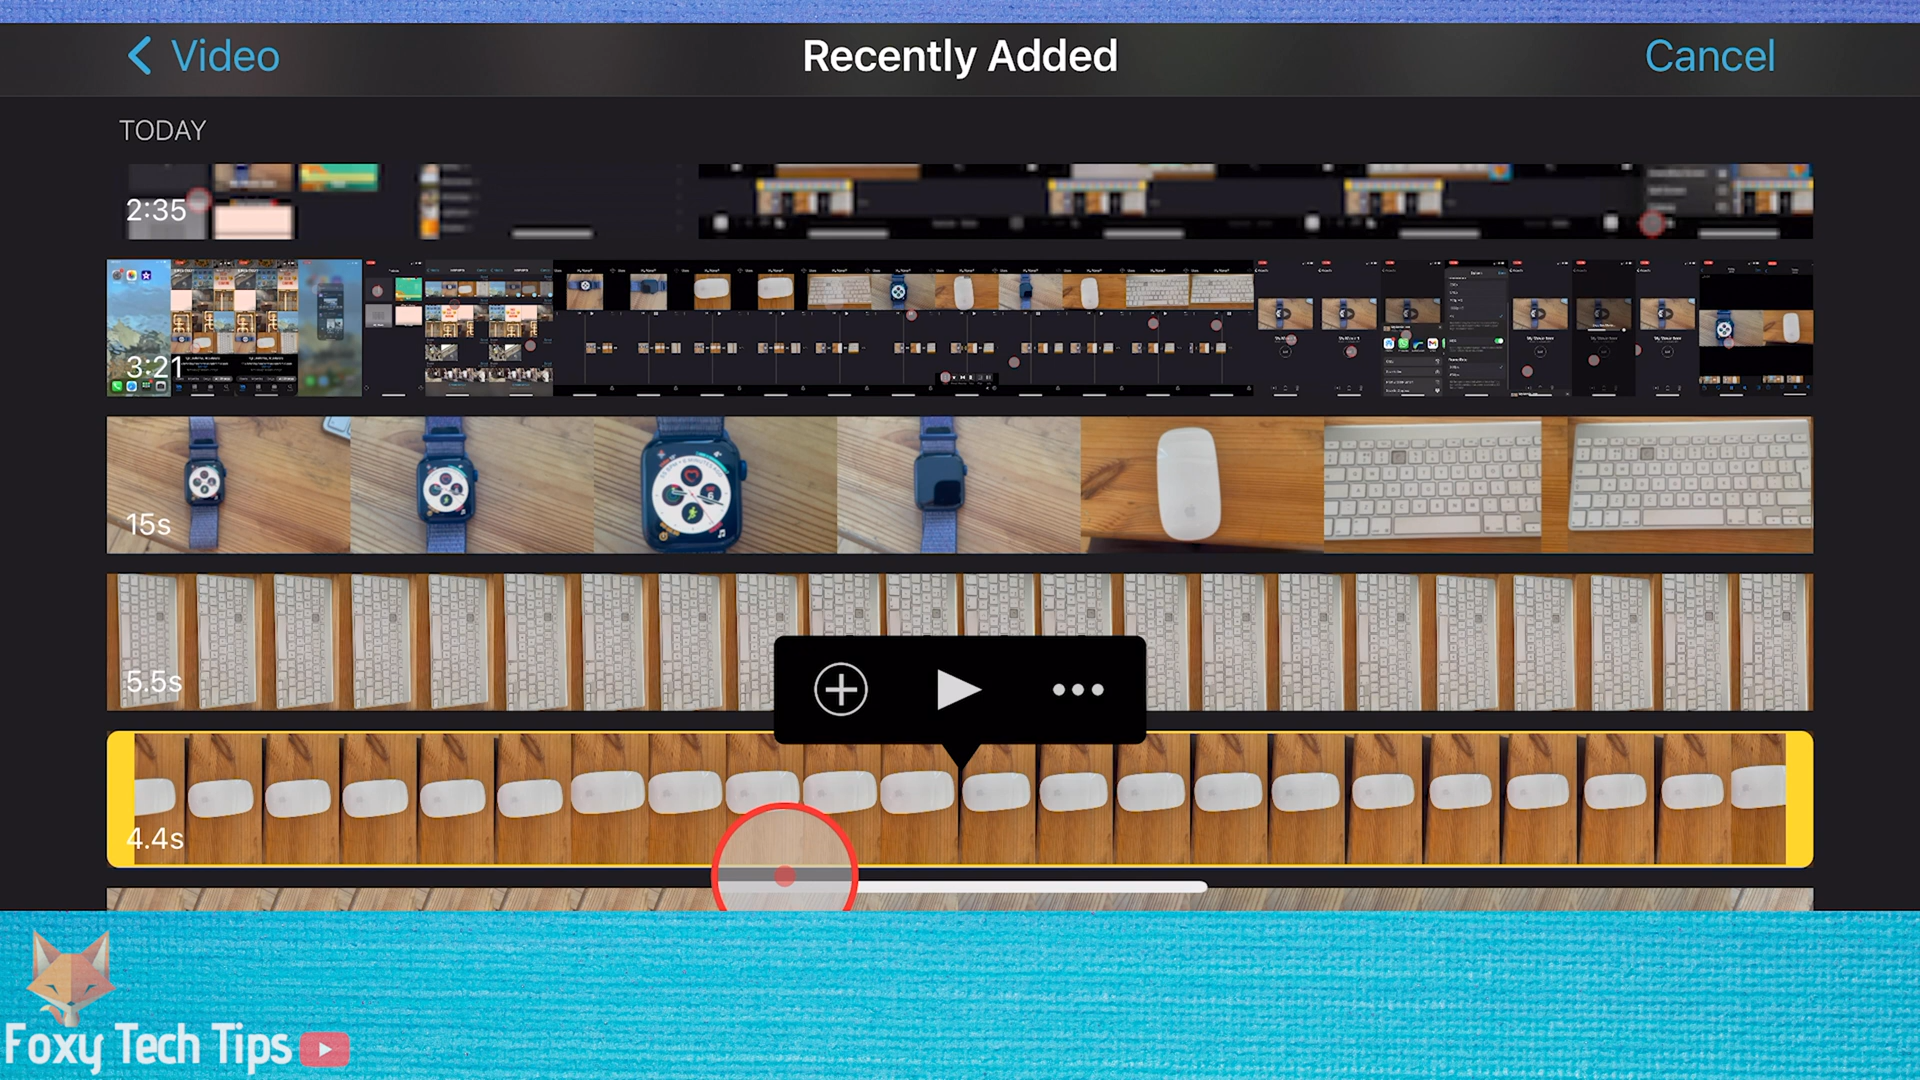 Video
Recently Added
Cancel
TODAY
2:35
3:21
15s
5.5s
4.4s
Foxy Tech Tips